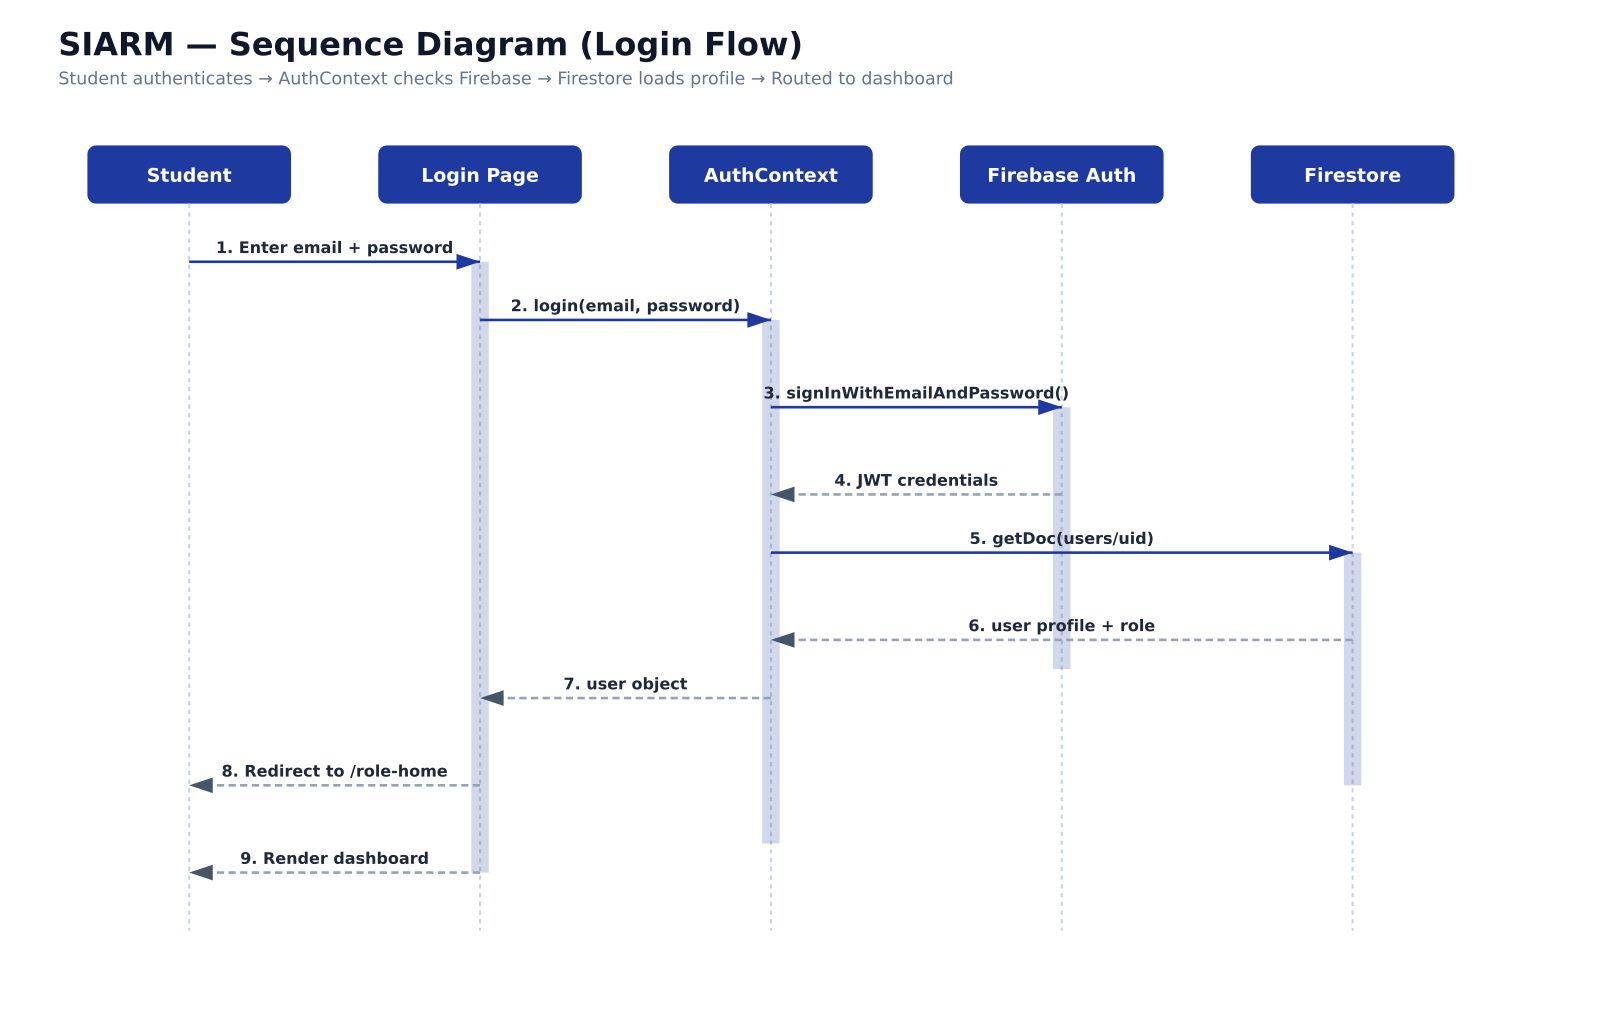 SIARM — Sequence Diagram (Login Flow)
Student authenticates → AuthContext checks Firebase → Firestore loads profile → Routed to dashboard
Student
Login Page
AuthContext
Firebase Auth
Firestore
1. Enter email + password
2. login(email, password)
3. signInWithEmailAndPassword()
4. JWT credentials
5. getDoc(users/uid)
6. user profile + role
7. user object
8. Redirect to /role-home
9. Render dashboard